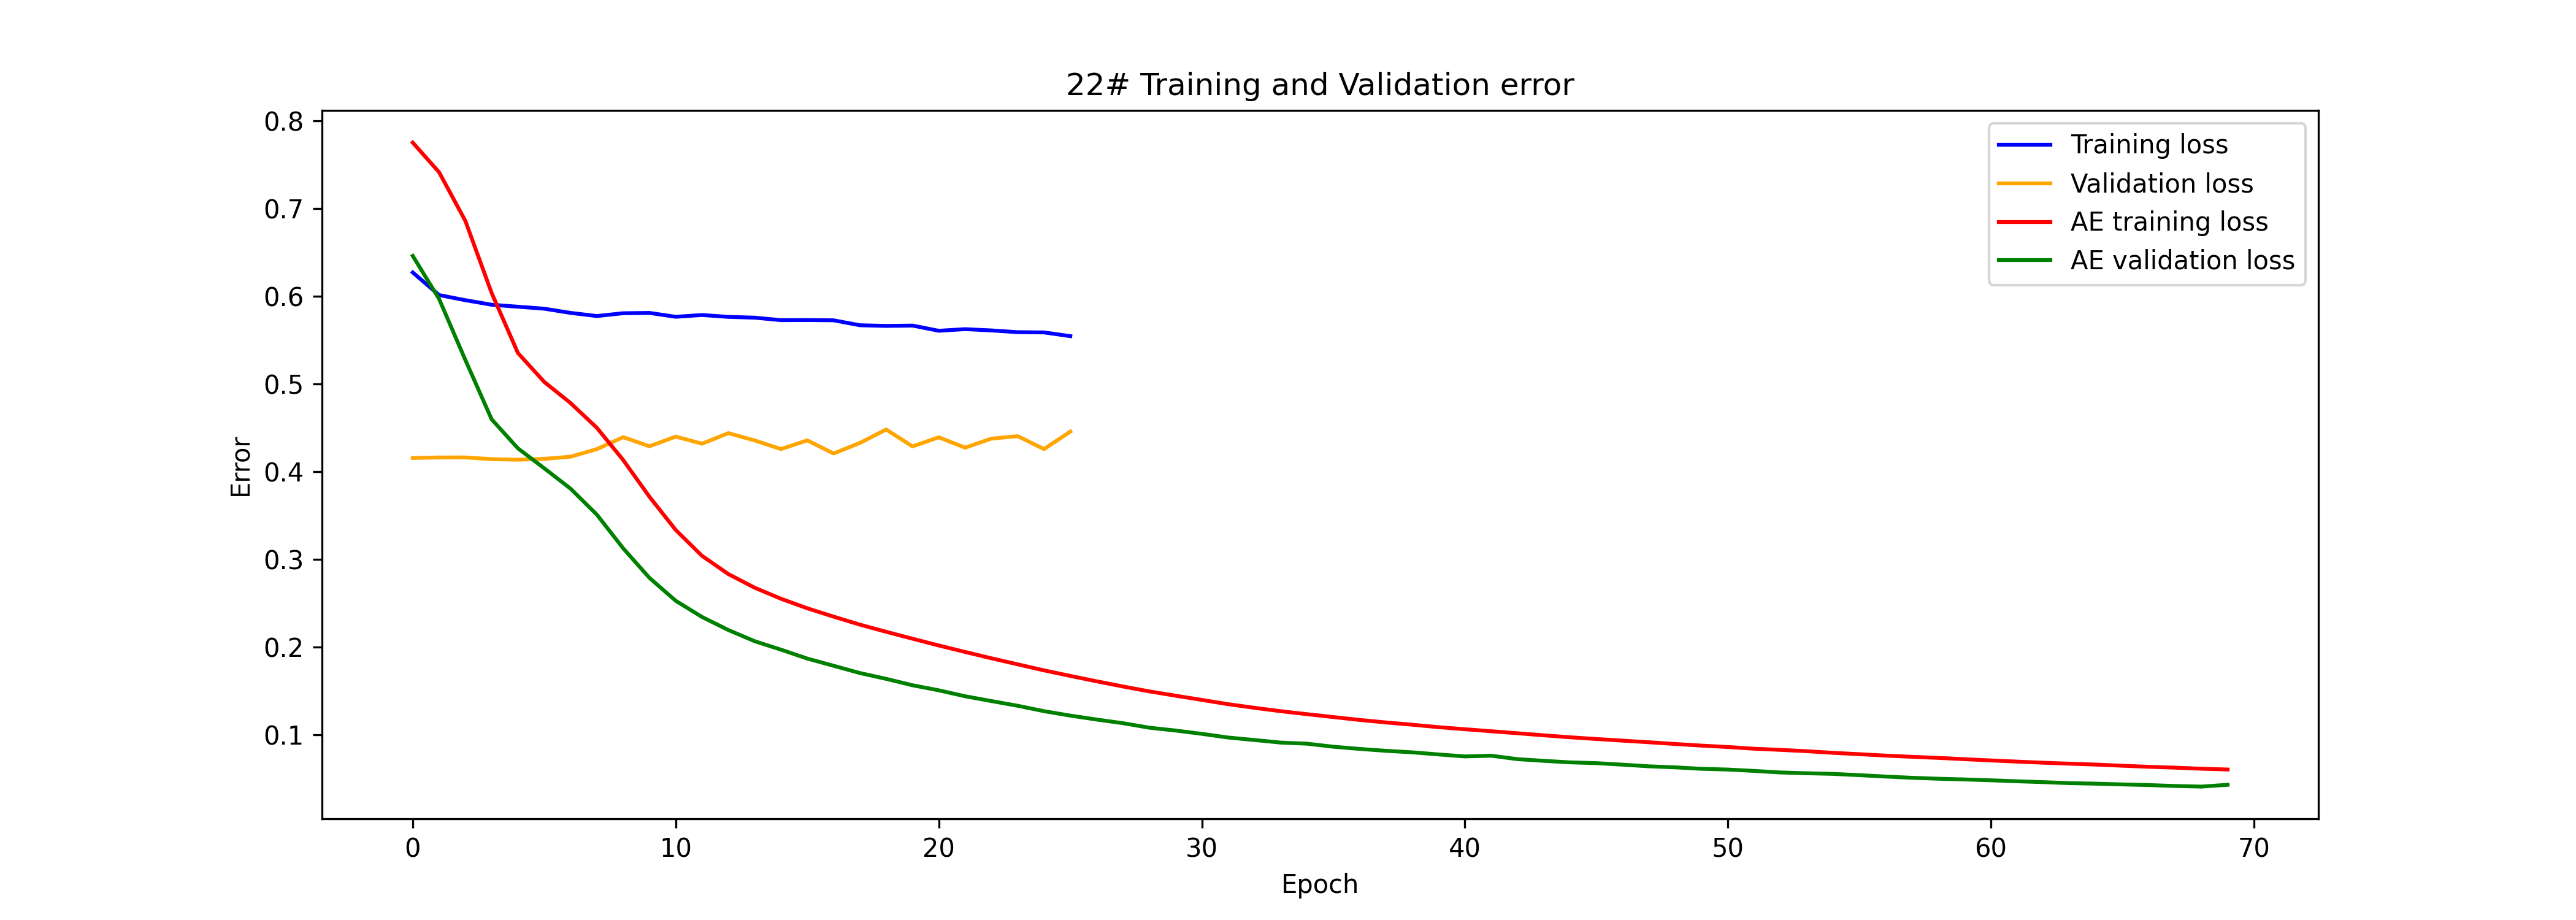 22# Training and Validation error
Training loss
Validation loss
AE training loss
AE validation loss
0.8
0.7
0.6
0.5
0.4
0.3
0.2
0.1
Error
0 10 20 30 40 50 60 70
Epoch